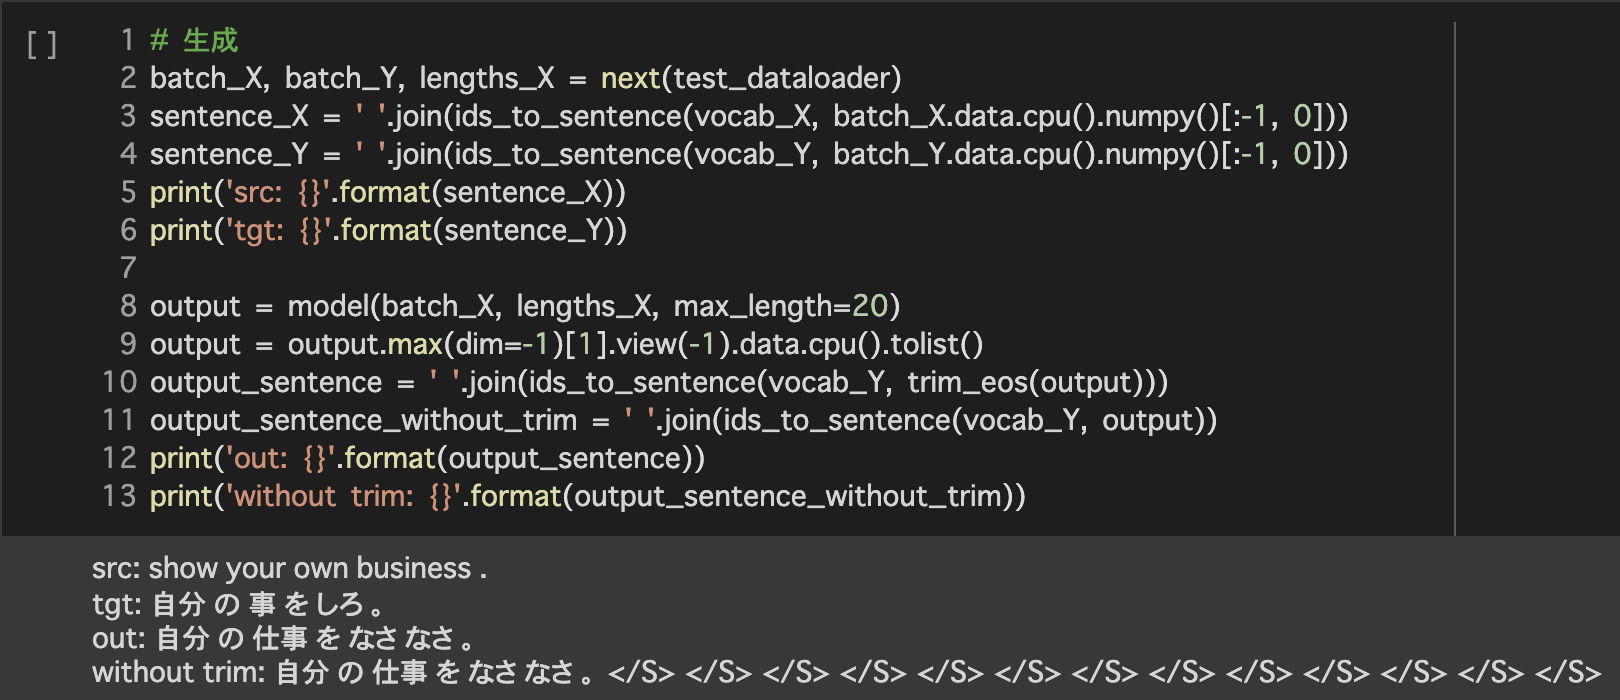 [ ]
1 # 生成
2 batch_X, batch_Y, lengths_X = next(test_dataloader)
3 sentence_X = ' '.join(ids_to_sentence(vocab_X, batch_X.data.cpu().numpy()[:-1, 0]))
4 sentence_Y = ' '.join(ids_to_sentence(vocab_Y, batch_Y.data.cpu().numpy()[:-1, 0]))
5 print('src: {}'.format(sentence_X))
6 print('tgt: {}'.format(sentence_Y))
7
8 output = model(batch_X, lengths_X, max_length=20)
9 output = output.max(dim=-1)[1].view(-1).data.cpu().tolist()
10 output_sentence = ' '.join(ids_to_sentence(vocab_Y, trim_eos(output)))
11 output_sentence_without_trim = ' '.join(ids_to_sentence(vocab_Y, output))
12 print('out: {}'.format(output_sentence))
13 print('without trim: {}'.format(output_sentence_without_trim))
src: show your own business .
tgt: 自分 の 事 を しろ 。
out: 自分 の 仕事 を なさ なさ 。
without trim: 自分 の 仕事 を なさ なさ 。 </S> </S> </S> </S> </S> </S> </S> </S> </S> </S> </S> </S> </S>